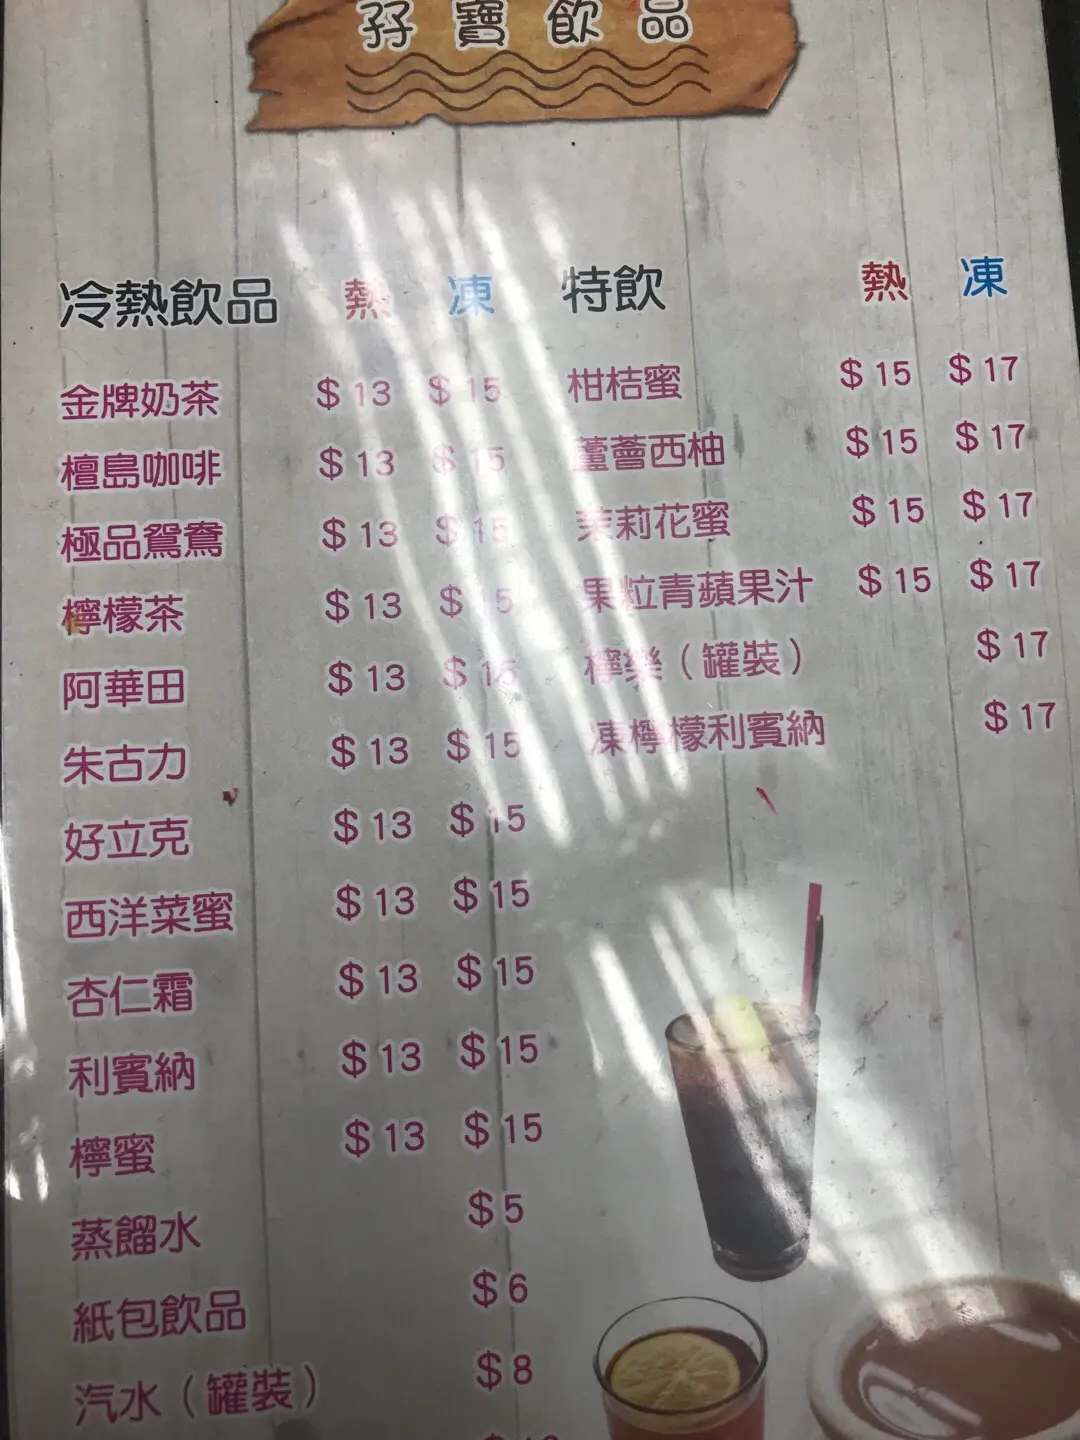 孖寶飲品
冷熱飲品 熱 凍
金牌奶茶 $13 $15
檀島咖啡 $13 $15
極品鴛鴦 $13 $15
檸檬茶 $13 $15
阿華田 $13 $15
朱古力 $13 $15
好立克 $13 $15
西洋菜蜜 $13 $15
杏仁霜 $13 $15
利賓納 $13 $15
檸蜜 $13 $15
蒸餾水 $5
紙包飲品 $6
汽水（罐裝） $8
特飲 熱 凍
柑桔蜜 $15 $17
蘆薈西柚 $15 $17
茉莉花蜜 $15 $17
果粒青蘋果汁 $15 $17
檸樂（罐裝） $17
凍檸檬利賓納 $17